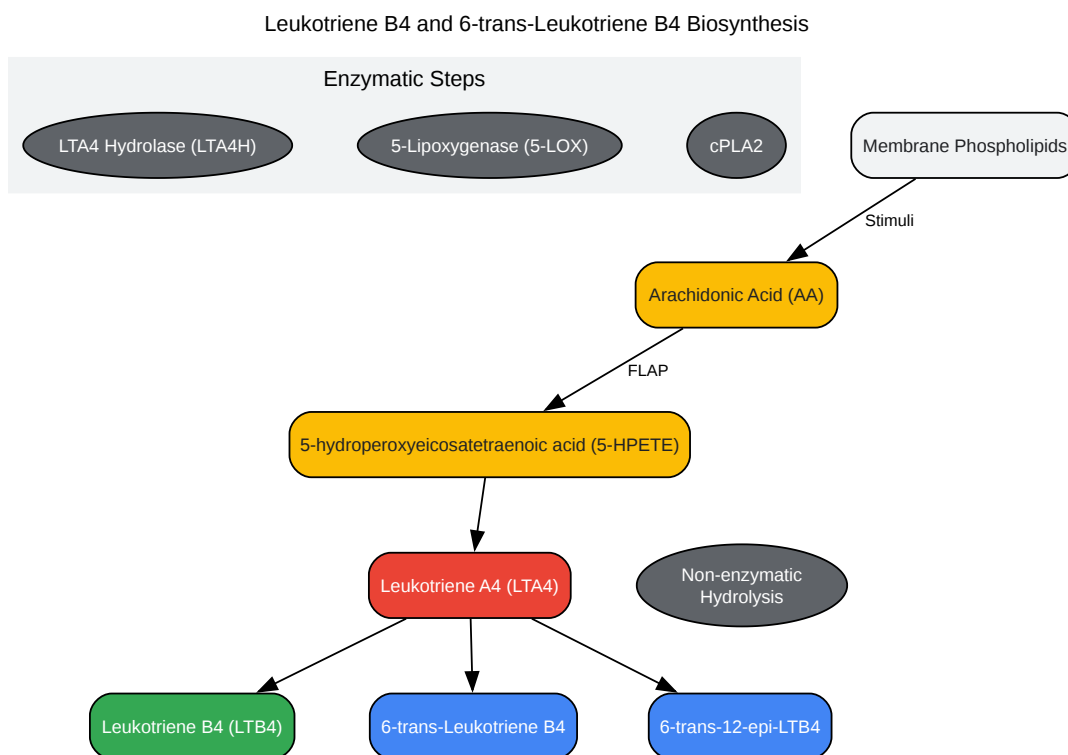 Leukotriene B4 and 6-trans-Leukotriene B4 Biosynthesis
Enzymatic Steps
LTA4 Hydrolase (LTA4H)
5-Lipoxygenase (5-LOX)
cPLA2
Membrane Phospholipids
Stimuli
Arachidonic Acid (AA)
FLAP
5-hydroperoxyeicosatetraenoic acid (5-HPETE)
Leukotriene A4 (LTA4)
Non-enzymatic
Hydrolysis
Leukotriene B4 (LTB4)
6-trans-Leukotriene B4
6-trans-12-epi-LTB4